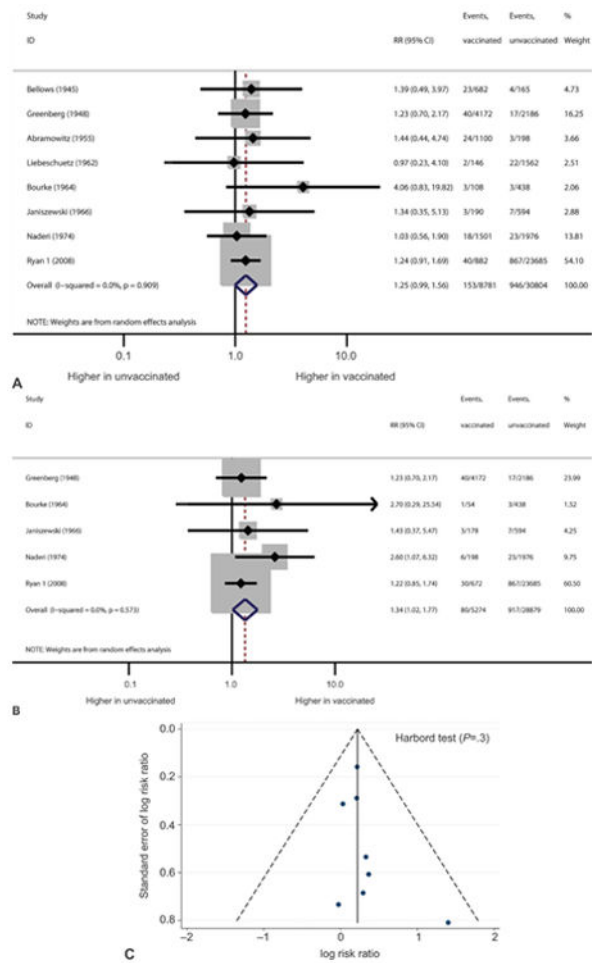 Study Events, Events, %
ID RR (95% CI) vaccinated unvaccinated Weight
Bellows (1945) 1.39 (0.49, 3.97) 23/682 4/165 4.73
Greenberg (1948) 1.23 (0.70, 2.17) 40/4172 17/2186 16.25
Abramowitz (1955) 1.44 (0.44, 4.74) 24/1100 3/198 3.66
Liebeschuetz (1962) 0.97 (0.23, 4.10) 2/146 22/1562 2.51
Bourke (1964) 4.06 (0.83, 19.82) 3/108 3/438 2.06
Janiszewski (1966) 1.34 (0.35, 5.13) 3/190 7/594 2.88
Naderi (1974) 1.03 (0.56, 1.90) 18/1501 23/1976 13.81
Ryan 1 (2008) 1.24 (0.91, 1.69) 40/882 867/23685 54.10
Overall (I-squared = 0.0%, p = 0.909) 1.25 (0.99, 1.56) 153/8781 946/30804 100.00
NOTE: Weights are from random effects analysis
0.1 1.0 10.0
Higher in unvaccinated Higher in vaccinated
A
Study Events, Events, %
ID RR (95% CI) vaccinated unvaccinated Weight
Greenberg (1948) 1.23 (0.70, 2.17) 40/4172 17/2186 23.99
Bourke (1964) 2.70 (0.29, 25.54) 1/54 3/438 1.52
Janiszewski (1966) 1.43 (0.37, 5.47) 3/178 7/594 4.25
Naderi (1974) 2.60 (1.07, 6.32) 6/198 23/1976 9.75
Ryan 1 (2008) 1.22 (0.85, 1.74) 30/672 867/23685 60.50
Overall (I-squared = 0.0%, p = 0.573) 1.34 (1.02, 1.77) 80/5274 917/28879 100.00
NOTE: Weights are from random effects analysis
0.1 1.0 10.0
Higher in unvaccinated Higher in vaccinated
B
Harbord test (P=.3)
Standard error of log risk ratio
0.0
0.2
0.4
0.6
0.8
−2 −1 0 1 2
log risk ratio
C